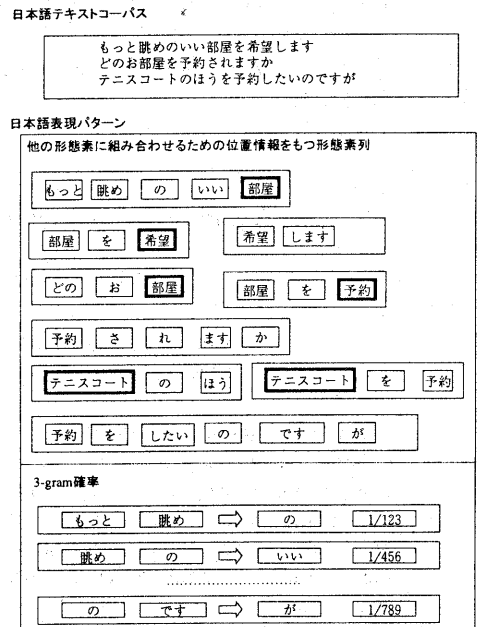 日本語テキストコーパス
もっと眺めのいい部屋を希望します
どのお部屋を予約されますか
テニスコートのほうを予約したいのですが
日本語表現パターン
他の形態素に組み合わせるための位置情報をもつ形態素列
もっと 眺め の いい 部屋
部屋 を 希望 希望 します
どの お 部屋 部屋 を 予約
予約 さ れ ます か
テニスコート の ほう テニスコート を 予約
予約 を したい の です が
3-gram確率
もっと 眺め ⇨ の 1/123
眺め の ⇨ いい 1/456
............................
の です ⇨ が 1/789